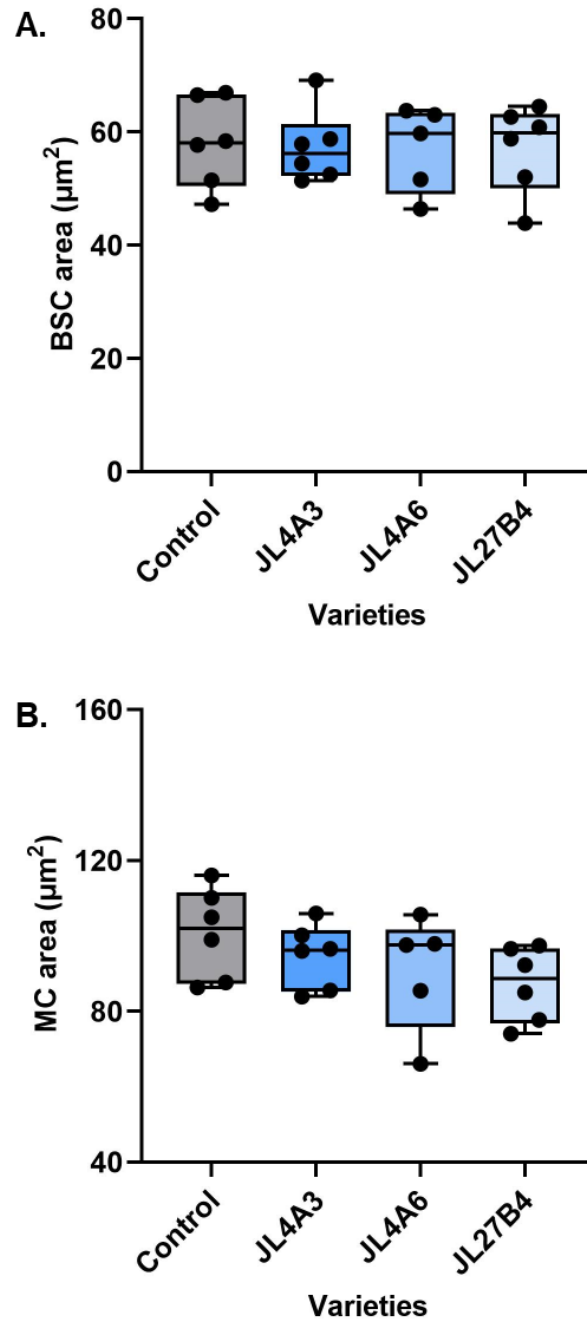 A.
BSC area (µm²)
80
60
40
20
0
Control
JL4A3
JL4A6
JL27B4
Varieties
B.
MC area (µm²)
160
120
80
40
Control
JL4A3
JL4A6
JL27B4
Varieties